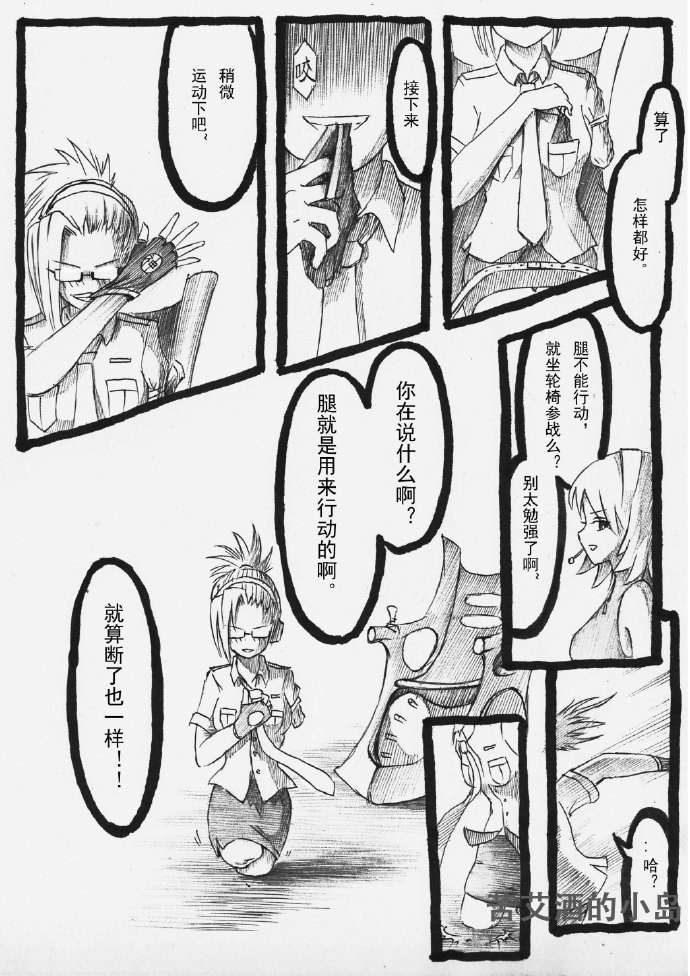 算了
怎样都好。
接下来
咬
稍微
运动下吧~
腿不能行动，
就坐轮椅参战么？
别太勉强了啊~
你在说什么啊？
腿就是用来行动的啊。
就算断了也一样！！
：哈？
苦艾酒的小岛